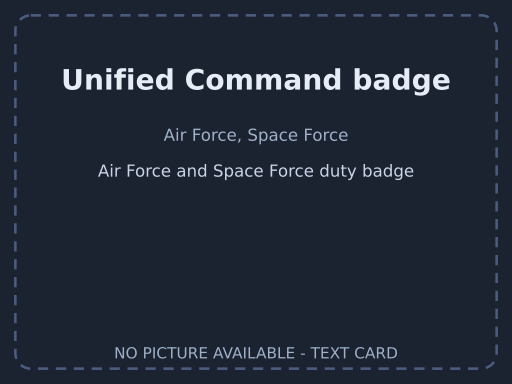 Unified Command badge
Air Force, Space Force
Air Force and Space Force duty badge
NO PICTURE AVAILABLE - TEXT CARD